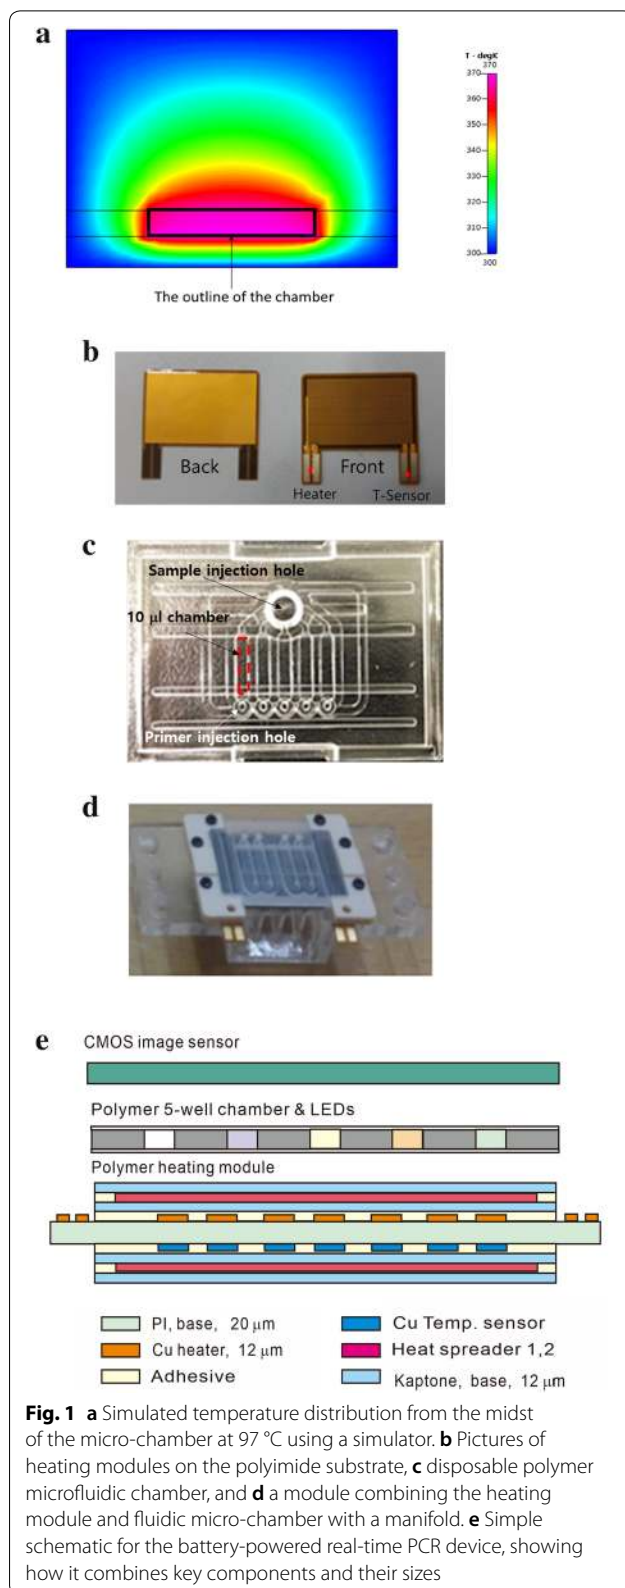 a
T - degK
370
370
360
350
340
330
320
310
300
300
The outline of the chamber
b
Back
Front
Heater
T-Sensor
c
Sample injection hole
10 µl chamber
Primer injection hole
d
e
CMOS image sensor
Polymer 5-well chamber & LEDs
Polymer heating module
PI, base, 20 µm
Cu Temp. sensor
Cu heater, 12 µm
Heat spreader 1,2
Adhesive
Kaptone, base, 12 µm
Fig. 1 a Simulated temperature distribution from the midst
of the micro-chamber at 97 °C using a simulator. b Pictures of
heating modules on the polyimide substrate, c disposable polymer
microfluidic chamber, and d a module combining the heating
module and fluidic micro-chamber with a manifold. e Simple
schematic for the battery-powered real-time PCR device, showing
how it combines key components and their sizes